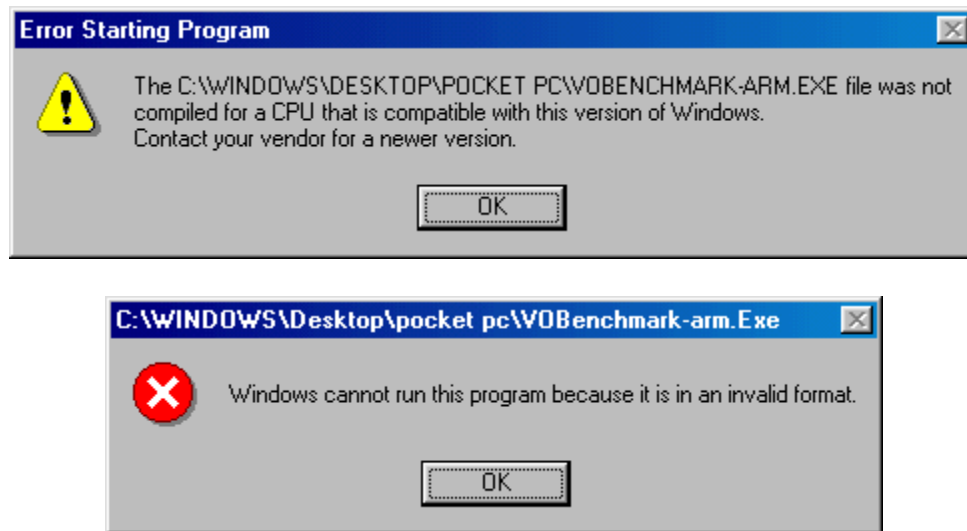 Error Starting Program
The C:\WINDOWS\DESKTOP\POCKET PC\VOBENCHMARK-ARM.EXE file was not
compiled for a CPU that is compatible with this version of Windows.
Contact your vendor for a newer version.
OK
C:\WINDOWS\Desktop\pocket pc\VOBenchmark-arm.Exe
Windows cannot run this program because it is in an invalid format.
OK